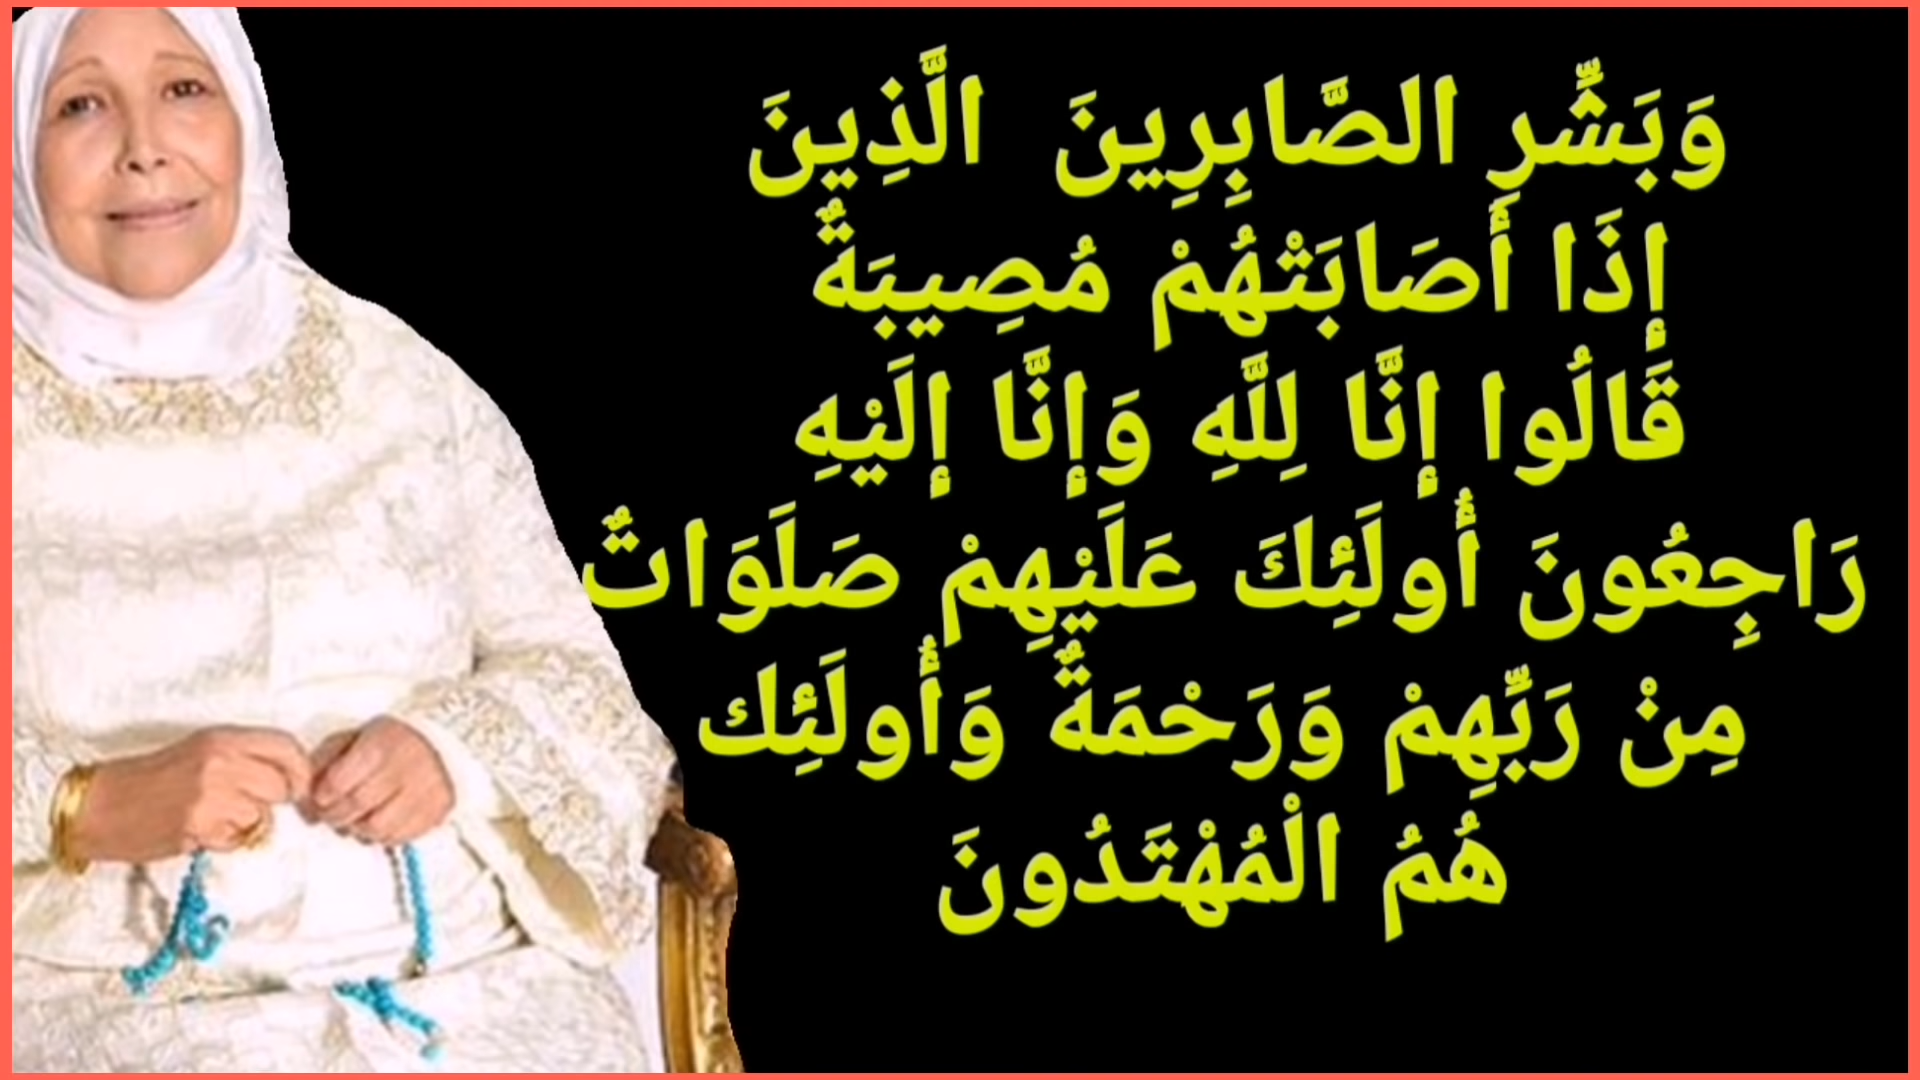 وَبَشِّرِ الصَّابِرِينَ الَّذِينَ
إِذَا أَصَابَتْهُمْ مُصِيبَةٌ
قَالُوا إِنَّا لِلَّهِ وَإِنَّا إِلَيْهِ
رَاجِعُونَ أُولَئِكَ عَلَيْهِمْ صَلَوَاتٌ
مِنْ رَبِّهِمْ وَرَحْمَةٌ وَأُولَئِك
هُمُ الْمُهْتَدُونَ